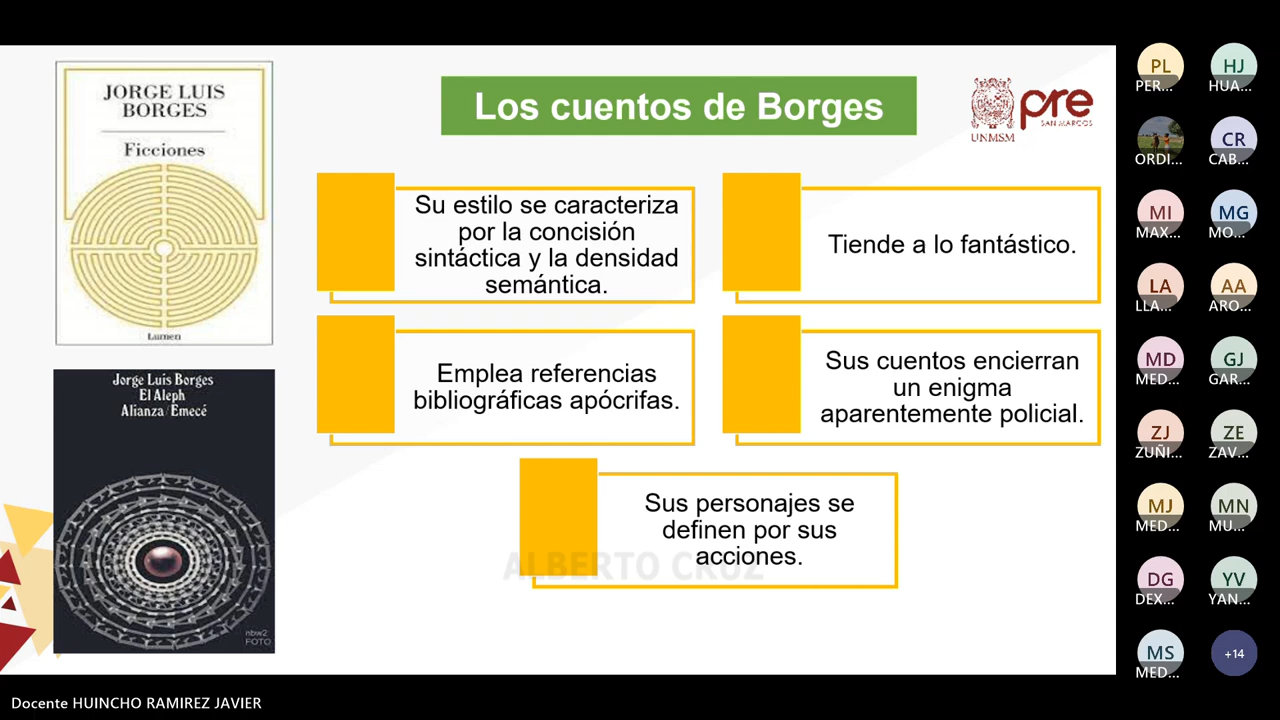 JORGE LUIS
BORGES
Ficciones
Lumen
Jorge Luis Borges
El Aleph
Alianza/Emecé
nbw2
FOTO
Los cuentos de Borges
UNMSM
pre
SAN MARCOS
Su estilo se caracteriza
por la concisión
sintáctica y la densidad
semántica.
Tiende a lo fantástico.
Emplea referencias
bibliográficas apócrifas.
Sus cuentos encierran
un enigma
aparentemente policial.
Sus personajes se
definen por sus
acciones.
ALBERTO CRUZ
PL
PER...
HJ
HUA...
ORDI...
CR
CAB...
MI
MAX...
MG
MO...
LA
LLA...
AA
ARO...
MD
MED...
GJ
GAR...
ZJ
ZUÑI...
ZE
ZAV...
MJ
MED...
MN
MU...
DG
DEX...
YV
YAN...
MS
MED...
+14
Docente HUINCHO RAMIREZ JAVIER